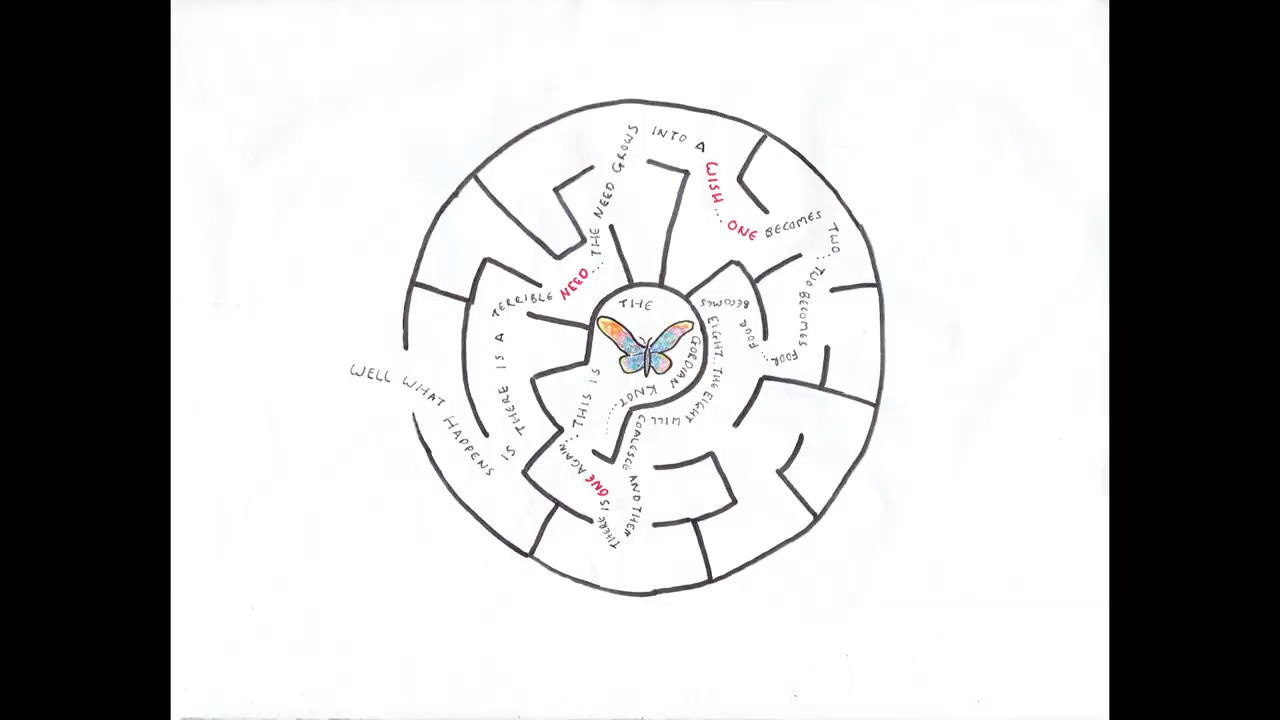 WELL WHAT HAPPENS
IS THERE IS A TERRIBLE NEED...
THE NEED GROWS INTO A WISH...
ONE BECOMES TWO...
TWO BECOMES FOUR...
FOUR BECOMES EIGHT...
THE EIGHT WILL COALESCE AND THEN
THERE IS ONE AGAIN...
THIS IS
THE GORDIAN KNOT......